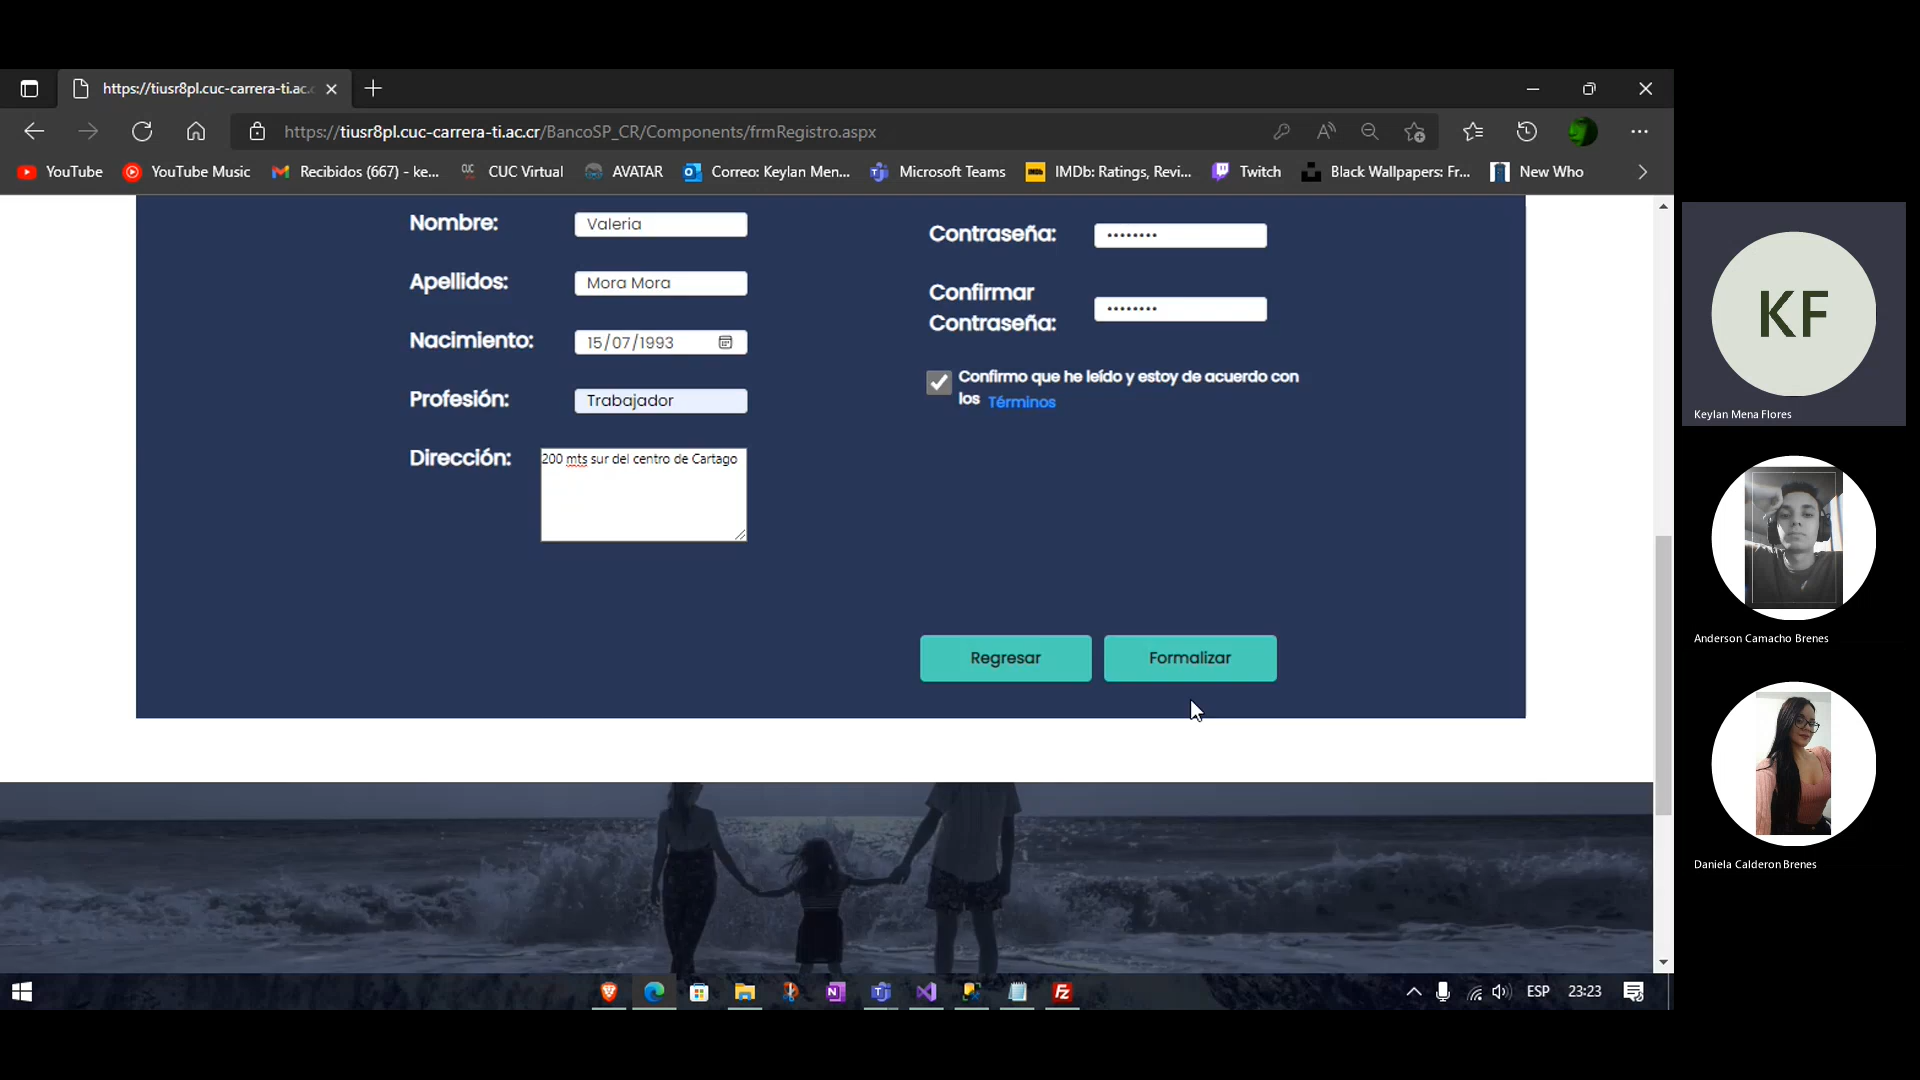 https://tiusr8pl.cuc-carrera-ti.ac.c
https://tiusr8pl.cuc-carrera-ti.ac.cr/BancoSP_CR/Components/frmRegistro.aspx
YouTube
YouTube Music
Recibidos (667) - ke...
CUC Virtual
AVATAR
Correo: Keylan Men...
Microsoft Teams
IMDb: Ratings, Revi...
Twitch
Black Wallpapers: Fr...
New Who
Nombre:
Valeria
Apellidos:
Mora Mora
Nacimiento:
15/07/1993
Profesión:
Trabajador
Dirección:
200 mts sur del centro de Cartago
Contraseña:
••••••••
Confirmar
Contraseña:
••••••••
Confirmo que he leído y estoy de acuerdo con
los Términos
Regresar
Formalizar
KF
Keylan Mena Flores
Anderson Camacho Brenes
Daniela Calderon Brenes
ESP
23:23